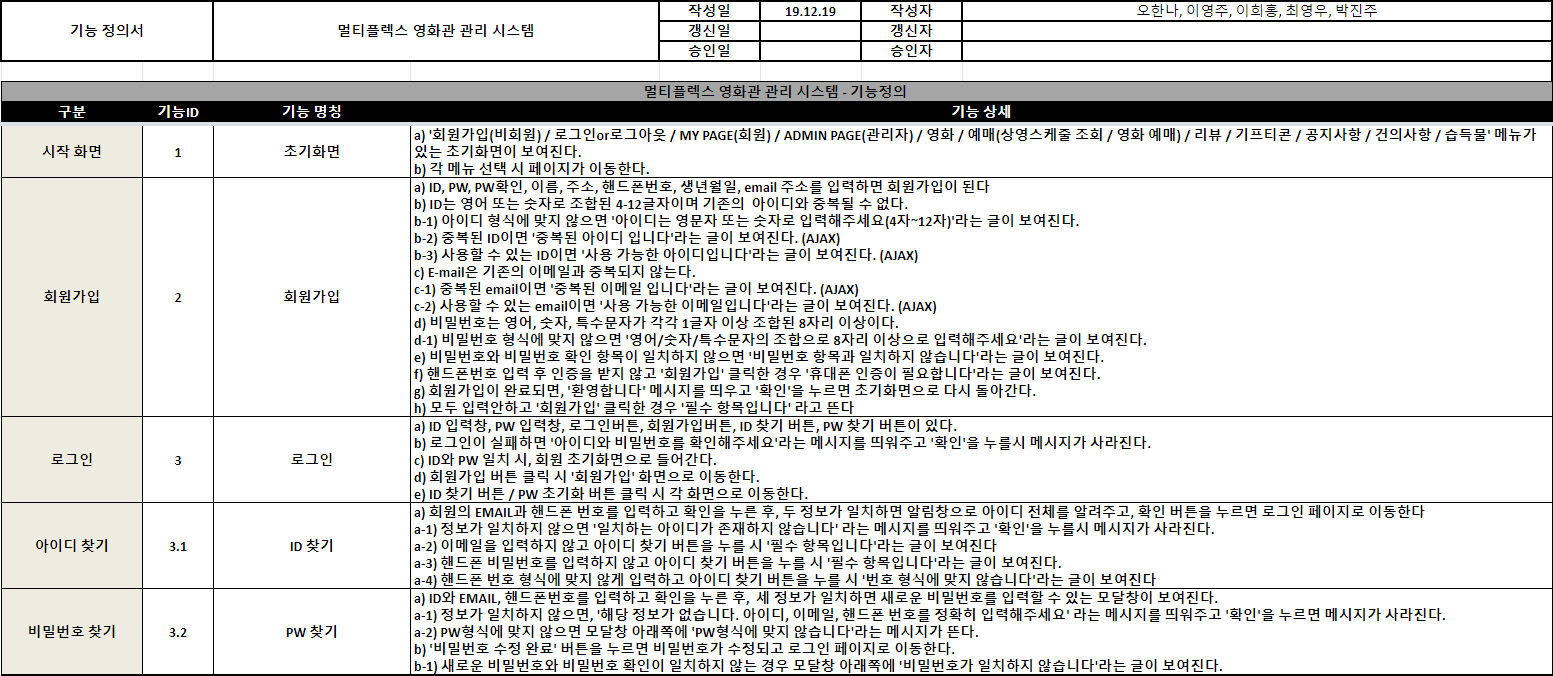 기능 정의서
멀티플렉스 영화관 관리 시스템
작성일 19.12.19 작성자 오한나, 이영주, 이희홍, 최영우, 박진주
갱신일 갱신자
승인일 승인자
멀티플렉스 영화관 관리 시스템 - 기능정의
구분 기능ID 기능 명칭 기능 상세
시작 화면 1 초기화면
a) '회원가입(비회원) / 로그인or로그아웃 / MY PAGE(회원) / ADMIN PAGE(관리자) / 영화 / 예매(상영스케줄 조회 / 영화 예매) / 리뷰 / 기프티콘 / 공지사항 / 건의사항 / 습득물' 메뉴가
있는 초기화면이 보여진다.
b) 각 메뉴 선택 시 페이지가 이동한다.
회원가입 2 회원가입
a) ID, PW, PW확인, 이름, 주소, 핸드폰번호, 생년월일, email 주소를 입력하면 회원가입이 된다
b) ID는 영어 또는 숫자로 조합된 4-12글자이며 기존의 아이디와 중복될 수 없다.
b-1) 아이디 형식에 맞지 않으면 '아이디는 영문자 또는 숫자로 입력해주세요(4자~12자)'라는 글이 보여진다.
b-2) 중복된 ID이면 '중복된 아이디 입니다'라는 글이 보여진다. (AJAX)
b-3) 사용할 수 있는 ID이면 '사용 가능한 아이디입니다'라는 글이 보여진다. (AJAX)
c) E-mail은 기존의 이메일과 중복되지 않는다.
c-1) 중복된 email이면 '중복된 이메일 입니다'라는 글이 보여진다. (AJAX)
c-2) 사용할 수 있는 email이면 '사용 가능한 이메일입니다'라는 글이 보여진다. (AJAX)
d) 비밀번호는 영어, 숫자, 특수문자가 각각 1글자 이상 조합된 8자리 이상이다.
d-1) 비밀번호 형식에 맞지 않으면 '영어/숫자/특수문자의 조합으로 8자리 이상으로 입력해주세요'라는 글이 보여진다.
e) 비밀번호와 비밀번호 확인 항목이 일치하지 않으면 '비밀번호 항목과 일치하지 않습니다'라는 글이 보여진다.
f) 핸드폰번호 입력 후 인증을 받지 않고 '회원가입' 클릭한 경우 '휴대폰 인증이 필요합니다'라는 글이 보여진다.
g) 회원가입이 완료되면, '환영합니다' 메시지를 띄우고 '확인'을 누르면 초기화면으로 다시 돌아간다.
h) 모두 입력안하고 '회원가입' 클릭한 경우 '필수 항목입니다' 라고 뜬다
로그인 3 로그인
a) ID 입력창, PW 입력창, 로그인버튼, 회원가입버튼, ID 찾기 버튼, PW 찾기 버튼이 있다.
b) 로그인이 실패하면 '아이디와 비밀번호를 확인해주세요'라는 메시지를 띄워주고 '확인'을 누를시 메시지가 사라진다.
c) ID와 PW 일치 시, 회원 초기화면으로 들어간다.
d) 회원가입 버튼 클릭 시 '회원가입' 화면으로 이동한다.
e) ID 찾기 버튼 / PW 초기화 버튼 클릭 시 각 화면으로 이동한다.
아이디 찾기 3.1 ID 찾기
a) 회원의 EMAIL과 핸드폰 번호를 입력하고 확인을 누른 후, 두 정보가 일치하면 알림창으로 아이디 전체를 알려주고, 확인 버튼을 누르면 로그인 페이지로 이동한다
a-1) 정보가 일치하지 않으면 '일치하는 아이디가 존재하지 않습니다' 라는 메시지를 띄워주고 '확인'을 누를시 메시지가 사라진다.
a-2) 이메일을 입력하지 않고 아이디 찾기 버튼을 누를 시 '필수 항목입니다'라는 글이 보여진다
a-3) 핸드폰 비밀번호를 입력하지 않고 아이디 찾기 버튼을 누를 시 '필수 항목입니다'라는 글이 보여진다.
a-4) 핸드폰 번호 형식에 맞지 않게 입력하고 아이디 찾기 버튼을 누를 시 '번호 형식에 맞지 않습니다'라는 글이 보여진다
비밀번호 찾기 3.2 PW 찾기
a) ID와 EMAIL, 핸드폰번호를 입력하고 확인을 누른 후, 세 정보가 일치하면 새로운 비밀번호를 입력할 수 있는 모달창이 보여진다.
a-1) 정보가 일치하지 않으면, '해당 정보가 없습니다. 아이디, 이메일, 핸드폰 번호를 정확히 입력해주세요' 라는 메시지를 띄워주고 '확인'을 누르면 메시지가 사라진다.
a-2) PW형식에 맞지 않으면 모달창 아래쪽에 'PW형식에 맞지 않습니다'라는 메시지가 뜬다.
b) '비밀번호 수정 완료' 버튼을 누르면 비밀번호가 수정되고 로그인 페이지로 이동한다.
b-1) 새로운 비밀번호와 비밀번호 확인이 일치하지 않는 경우 모달창 아래쪽에 '비밀번호가 일치하지 않습니다'라는 글이 보여진다.